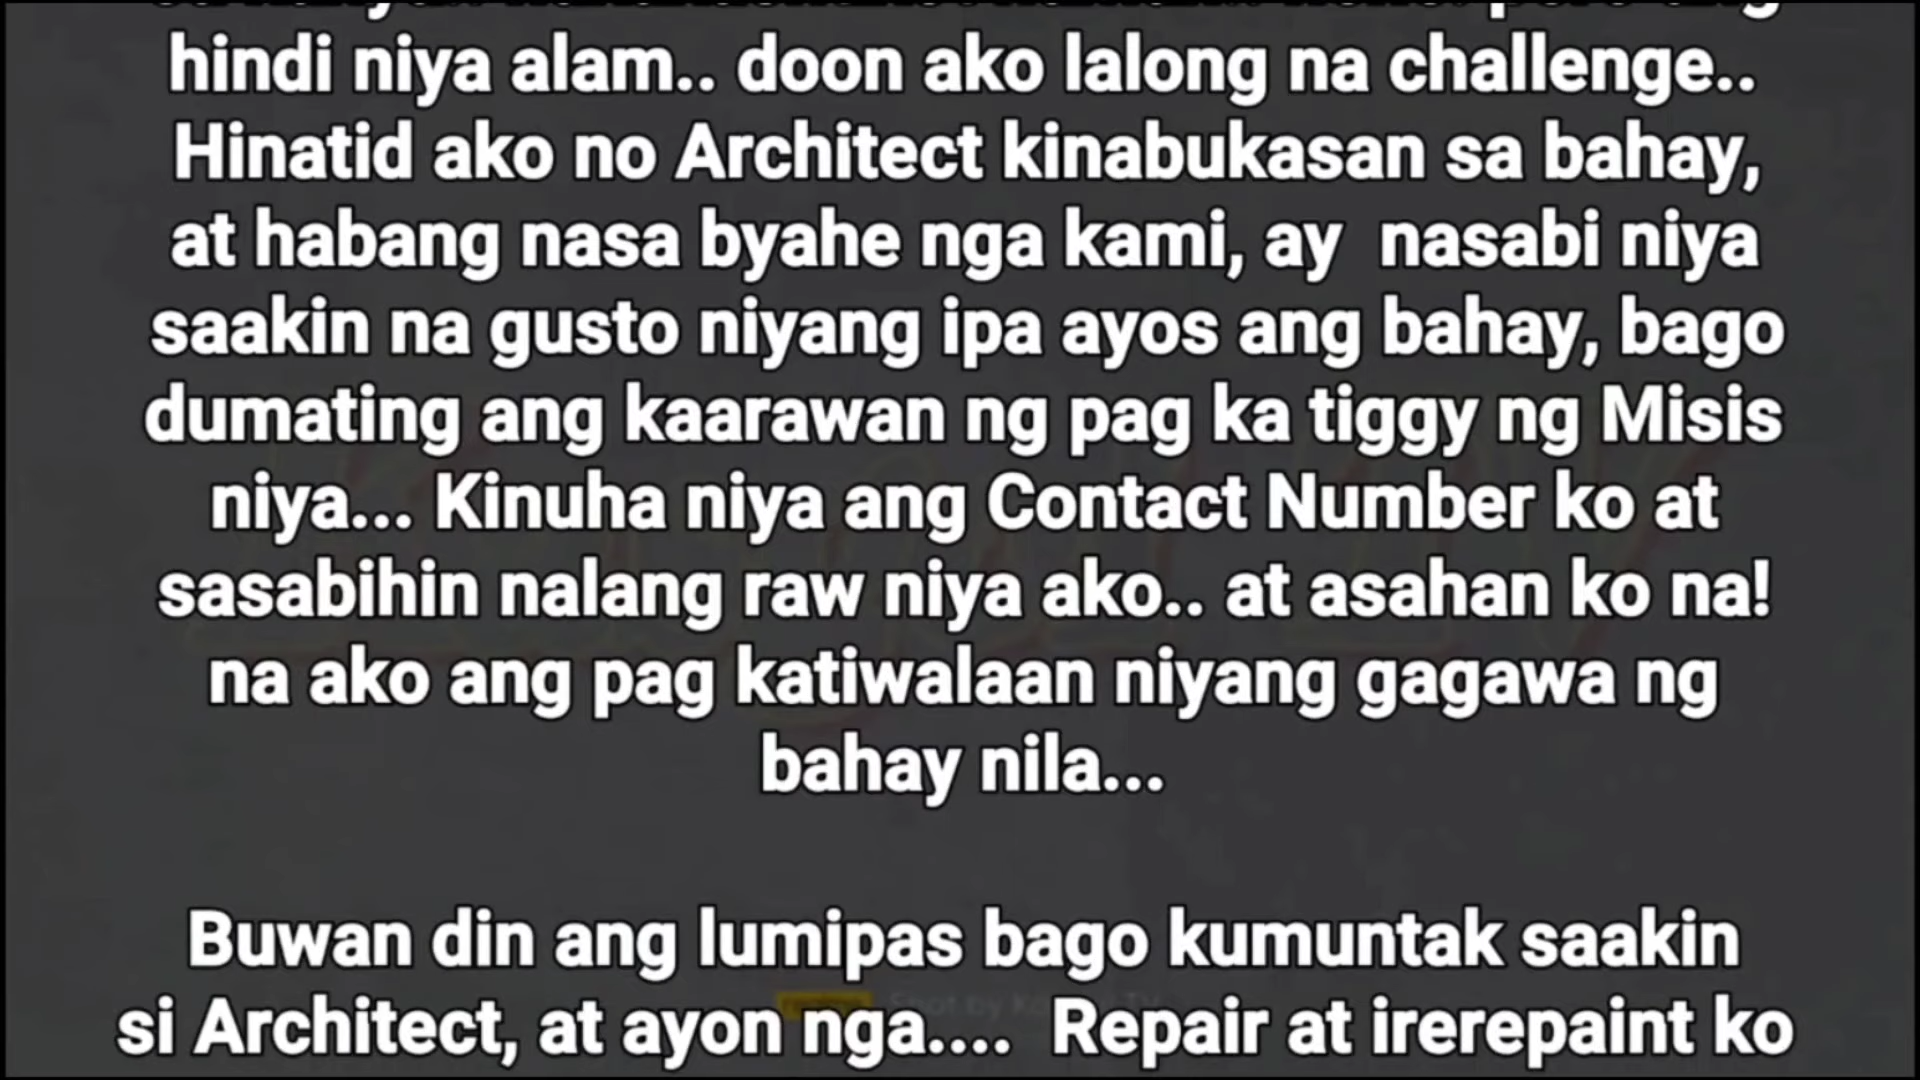 hindi niya alam.. doon ako lalong na challenge..
Hinatid ako no Architect kinabukasan sa bahay,
at habang nasa byahe nga kami, ay  nasabi niya
saakin na gusto niyang ipa ayos ang bahay, bago
dumating ang kaarawan ng pag ka tiggy ng Misis
niya... Kinuha niya ang Contact Number ko at
sasabihin nalang raw niya ako.. at asahan ko na!
na ako ang pag katiwalaan niyang gagawa ng
bahay nila...
Buwan din ang lumipas bago kumuntak saakin
si Architect, at ayon nga....  Repair at irerepaint ko